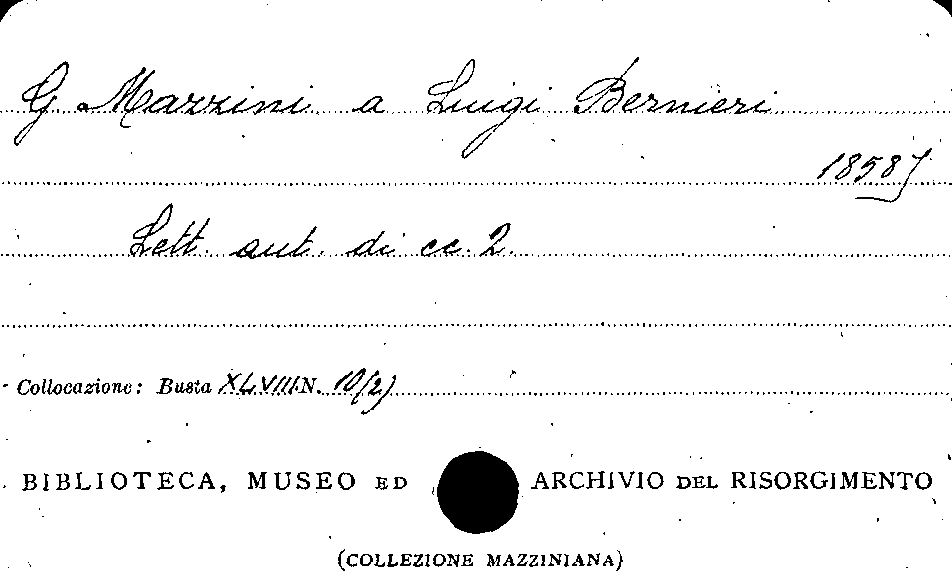 G. Mazzini a Luigi Bernieri
1858]
Lett. aut. di cc. 2.
Collocazione: Busta XLVIII N. 10(2)
BIBLIOTECA, MUSEO ED ARCHIVIO DEL RISORGIMENTO
(COLLEZIONE MAZZINIANA)